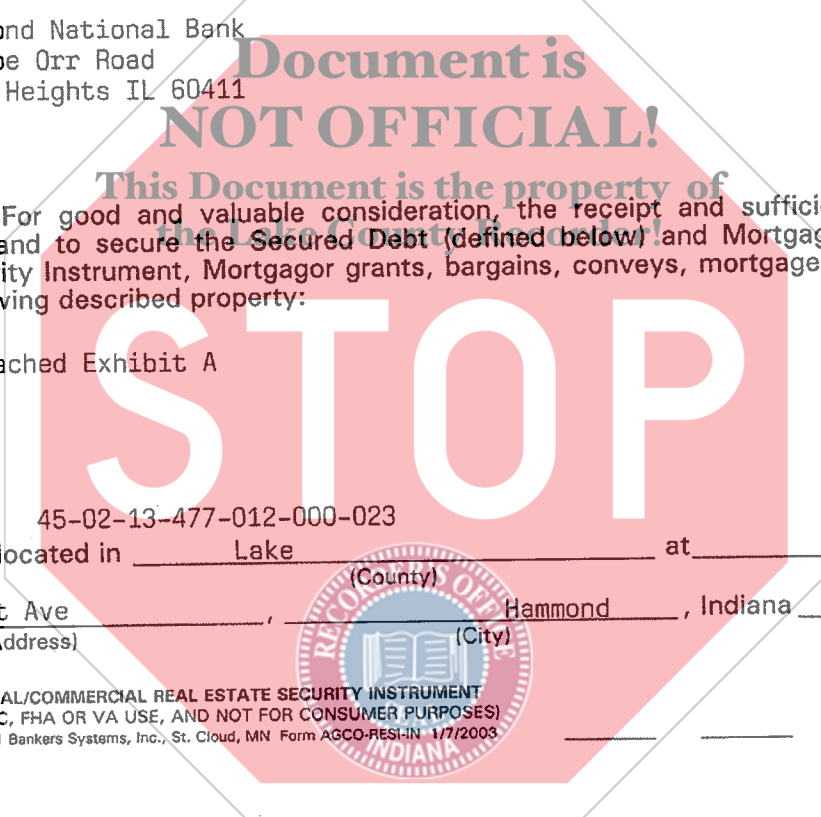 ond National Bank
pe Orr Road
Heights IL 60411
Document is
NOT OFFICIAL!
This Document is the property of
the Lake County Recorder!
For good and valuable consideration, the receipt and suffici
and to secure the Secured Debt (defined below) and Mortgag
ity Instrument, Mortgagor grants, bargains, conveys, mortgage
ving described property:
ached Exhibit A
STOP
45-02-13-477-012-000-023
located in Lake at
(County)
t Ave , Hammond , Indiana
ddress) (City)
RECORDER'S OFFICE
INDIANA
AL/COMMERCIAL REAL ESTATE SECURITY INSTRUMENT
C, FHA OR VA USE, AND NOT FOR CONSUMER PURPOSES)
Bankers Systems, Inc., St. Cloud, MN Form AGCO-RESI-IN 1/7/2003